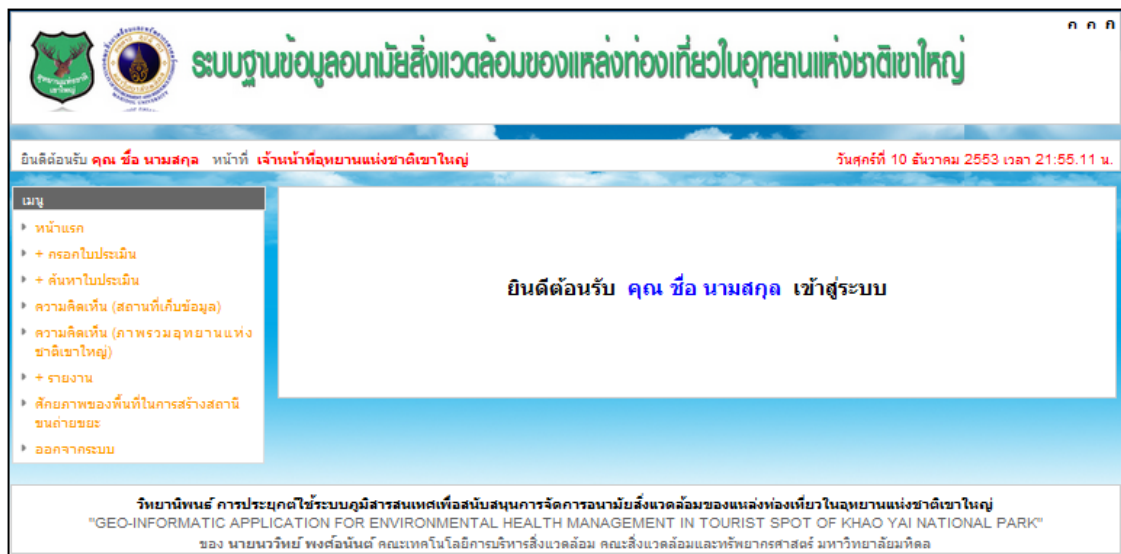 ก ก ก
ระบบฐานข้อมูลอนามัยสิ่งแวดล้อมของแหล่งท่องเที่ยวในอุทยานแห่งชาติเขาใหญ่
อุทยานแห่งชาติ
เขาใหญ่
ยินดีต้อนรับ คุณ ชื่อ นามสกุล หน้าที่ เจ้าหน้าที่อุทยานแห่งชาติเขาใหญ่
วันศุกร์ที่ 10 ธันวาคม 2553 เวลา 21:55.11 น.
เมนู
หน้าแรก
+ กรอกใบประเมิน
+ ค้นหาใบประเมิน
ความคิดเห็น (สถานที่เก็บข้อมูล)
ความคิดเห็น (ภาพรวมอุทยานแห่ง
ชาติเขาใหญ่)
+ รายงาน
ศักยภาพของพื้นที่ในการสร้างสถานี
ขนถ่ายขยะ
ออกจากระบบ
ยินดีต้อนรับ คุณ ชื่อ นามสกุล เข้าสู่ระบบ
วิทยานิพนธ์ การประยุกต์ใช้ระบบภูมิสารสนเทศเพื่อสนับสนุนการจัดการอนามัยสิ่งแวดล้อมของแหล่งท่องเที่ยวในอุทยานแห่งชาติเขาใหญ่
"GEO-INFORMATIC APPLICATION FOR ENVIRONMENTAL HEALTH MANAGEMENT IN TOURIST SPOT OF KHAO YAI NATIONAL PARK"
ของ นายนววิทย์ พงศ์อนันต์ คณะเทคโนโลยีการบริหารสิ่งแวดล้อม คณะสิ่งแวดล้อมและทรัพยากรศาสตร์ มหาวิทยาลัยมหิดล